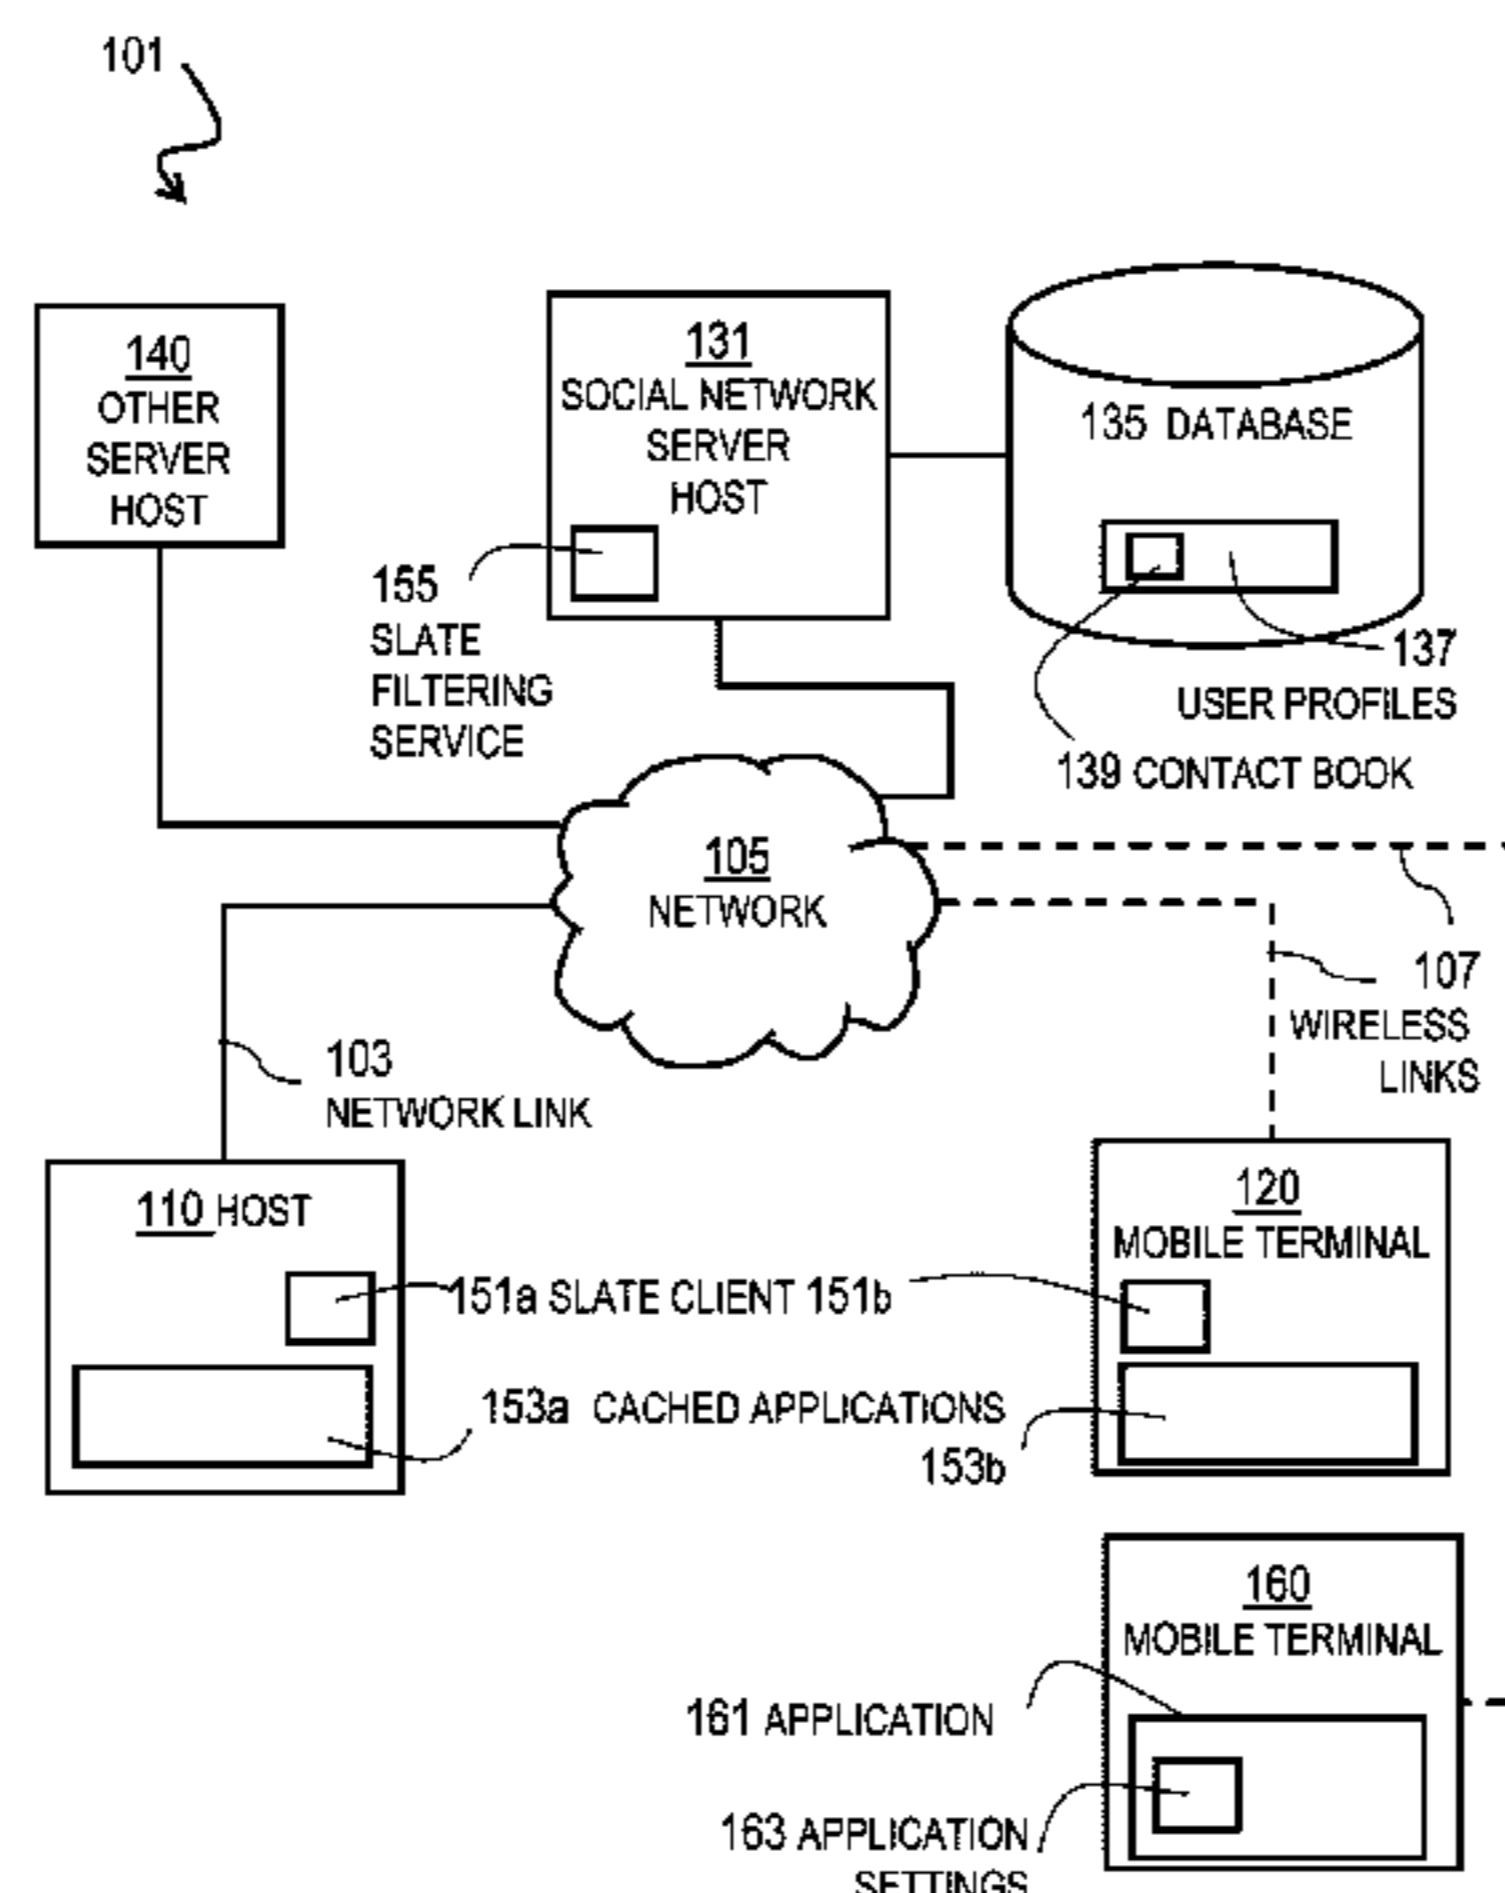 101
140
OTHER
SERVER
HOST
131
SOCIAL NETWORK
SERVER
HOST
135 DATABASE
155
SLATE
FILTERING
SERVICE
137
USER PROFILES
139 CONTACT BOOK
105
NETWORK
107
WIRELESS
LINKS
103
NETWORK LINK
110 HOST
120
MOBILE TERMINAL
151a SLATE CLIENT 151b
153a CACHED APPLICATIONS
153b
160
MOBILE TERMINAL
161 APPLICATION
163 APPLICATION
SETTINGS